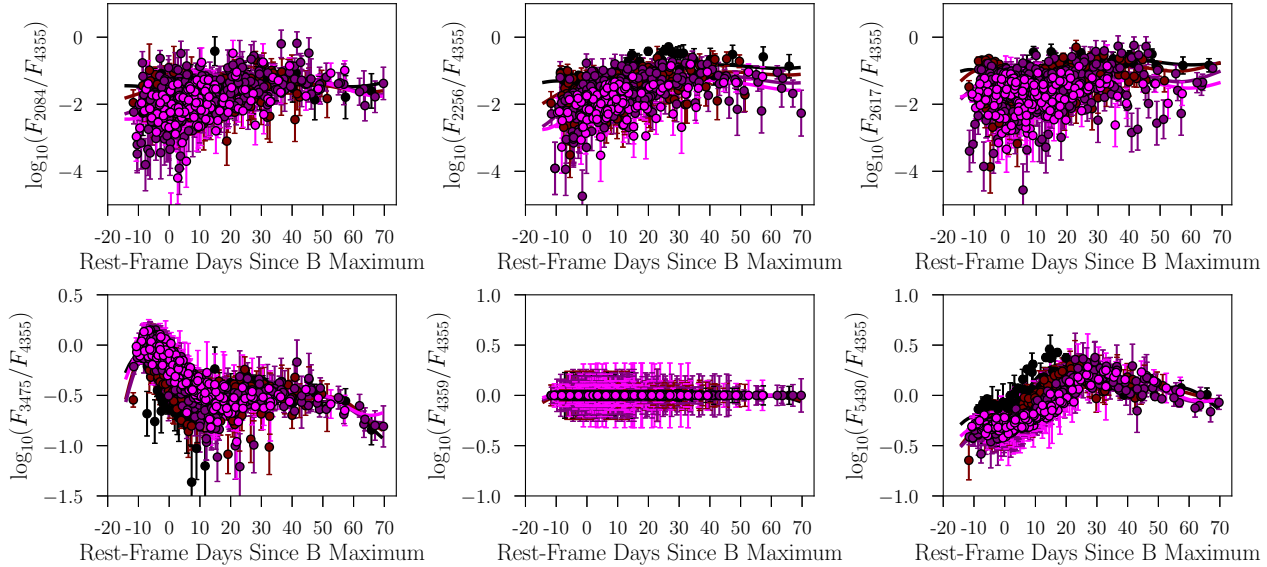 log₁₀(F₂₀₈₄/F₄₃₅₅)
0
−2
−4
-20 -10 0 10 20 30 40 50 60 70
Rest-Frame Days Since B Maximum
log₁₀(F₂₂₅₆/F₄₃₅₅)
0
−2
−4
-20 -10 0 10 20 30 40 50 60 70
Rest-Frame Days Since B Maximum
log₁₀(F₂₆₁₇/F₄₃₅₅)
0
−2
−4
-20 -10 0 10 20 30 40 50 60 70
Rest-Frame Days Since B Maximum
log₁₀(F₃₄₇₅/F₄₃₅₅)
0.5
0.0
−0.5
−1.0
−1.5
-20 -10 0 10 20 30 40 50 60 70
Rest-Frame Days Since B Maximum
log₁₀(F₄₃₅₉/F₄₃₅₅)
1.0
0.5
0.0
−0.5
−1.0
-20 -10 0 10 20 30 40 50 60 70
Rest-Frame Days Since B Maximum
log₁₀(F₅₄₃₀/F₄₃₅₅)
1.0
0.5
0.0
−0.5
−1.0
-20 -10 0 10 20 30 40 50 60 70
Rest-Frame Days Since B Maximum